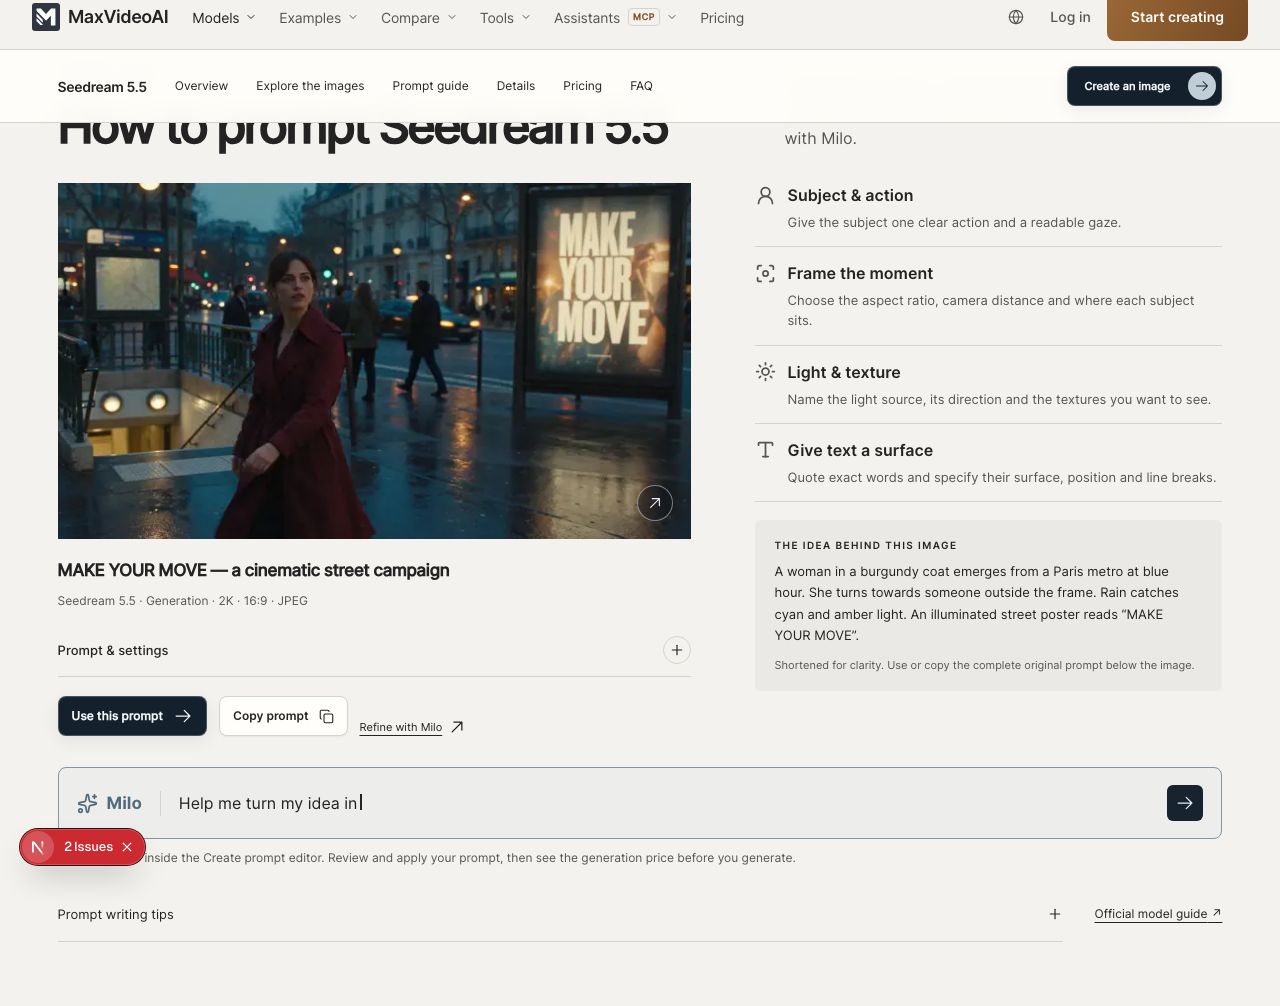 MaxVideoAI
Models
Examples
Compare
Tools
Assistants MCP
Pricing
Log in
Start creating
Seedream 5.5
Overview
Explore the images
Prompt guide
Details
Pricing
FAQ
Create an image
How to prompt Seedream 5.5
with Milo.
MAKE
YOUR
MOVE
Subject & action
Give the subject one clear action and a readable gaze.
Frame the moment
Choose the aspect ratio, camera distance and where each subject
sits.
Light & texture
Name the light source, its direction and the textures you want to see.
Give text a surface
Quote exact words and specify their surface, position and line breaks.
THE IDEA BEHIND THIS IMAGE
A woman in a burgundy coat emerges from a Paris metro at blue
hour. She turns towards someone outside the frame. Rain catches
cyan and amber light. An illuminated street poster reads “MAKE
YOUR MOVE”.
Shortened for clarity. Use or copy the complete original prompt below the image.
MAKE YOUR MOVE — a cinematic street campaign
Seedream 5.5 · Generation · 2K · 16:9 · JPEG
Prompt & settings
Use this prompt
Copy prompt
Refine with Milo
Milo
Help me turn my idea in
2 Issues
inside the Create prompt editor. Review and apply your prompt, then see the generation price before you generate.
Prompt writing tips
Official model guide